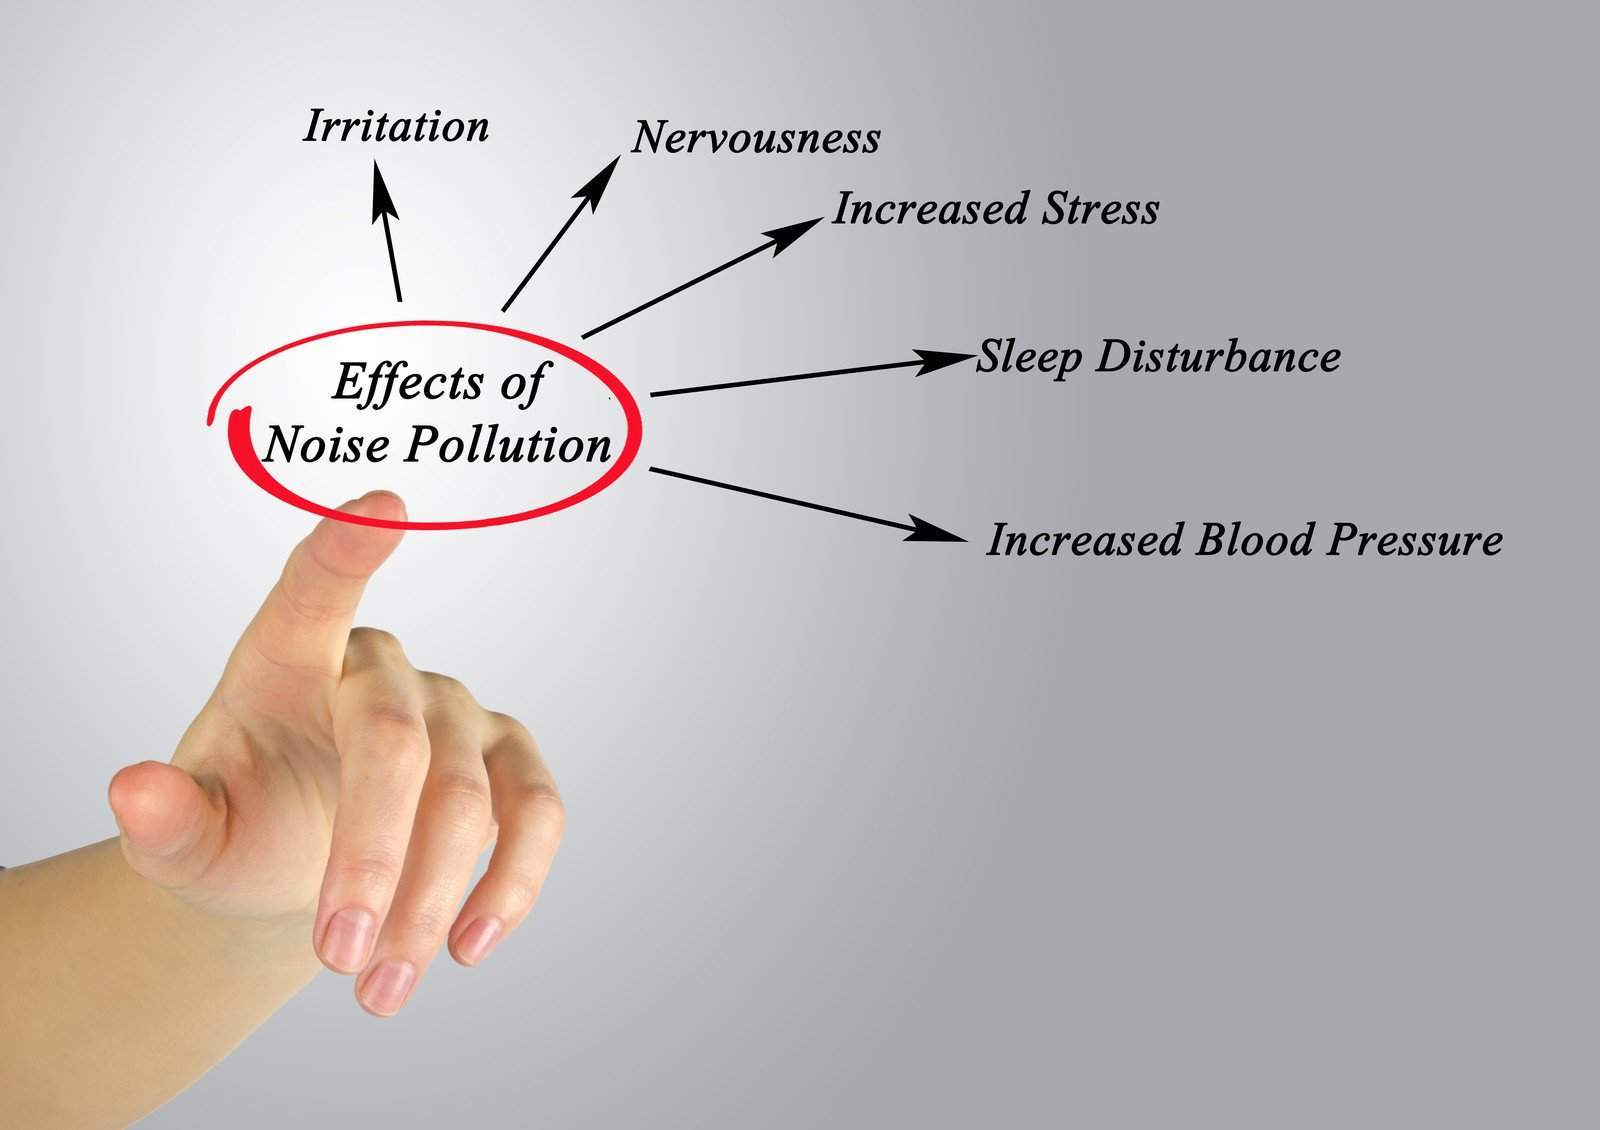 Irritation
Nervousness
Increased Stress
Effects of
Noise Pollution
Sleep Disturbance
Increased Blood Pressure